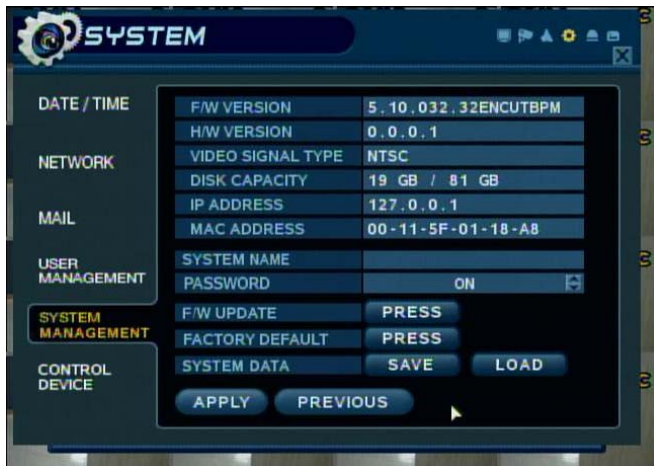 SYSTEM
DATE / TIME
F/W VERSION 5.10.032.32ENCUTBPM
H/W VERSION 0.0.0.1
NETWORK
VIDEO SIGNAL TYPE NTSC
DISK CAPACITY 19 GB / 81 GB
IP ADDRESS 127.0.0.1
MAIL
MAC ADDRESS 00-11-5F-01-18-A8
USER
MANAGEMENT
SYSTEM NAME
PASSWORD ON
SYSTEM
MANAGEMENT
F/W UPDATE PRESS
FACTORY DEFAULT PRESS
CONTROL
DEVICE
SYSTEM DATA SAVE LOAD
APPLY PREVIOUS